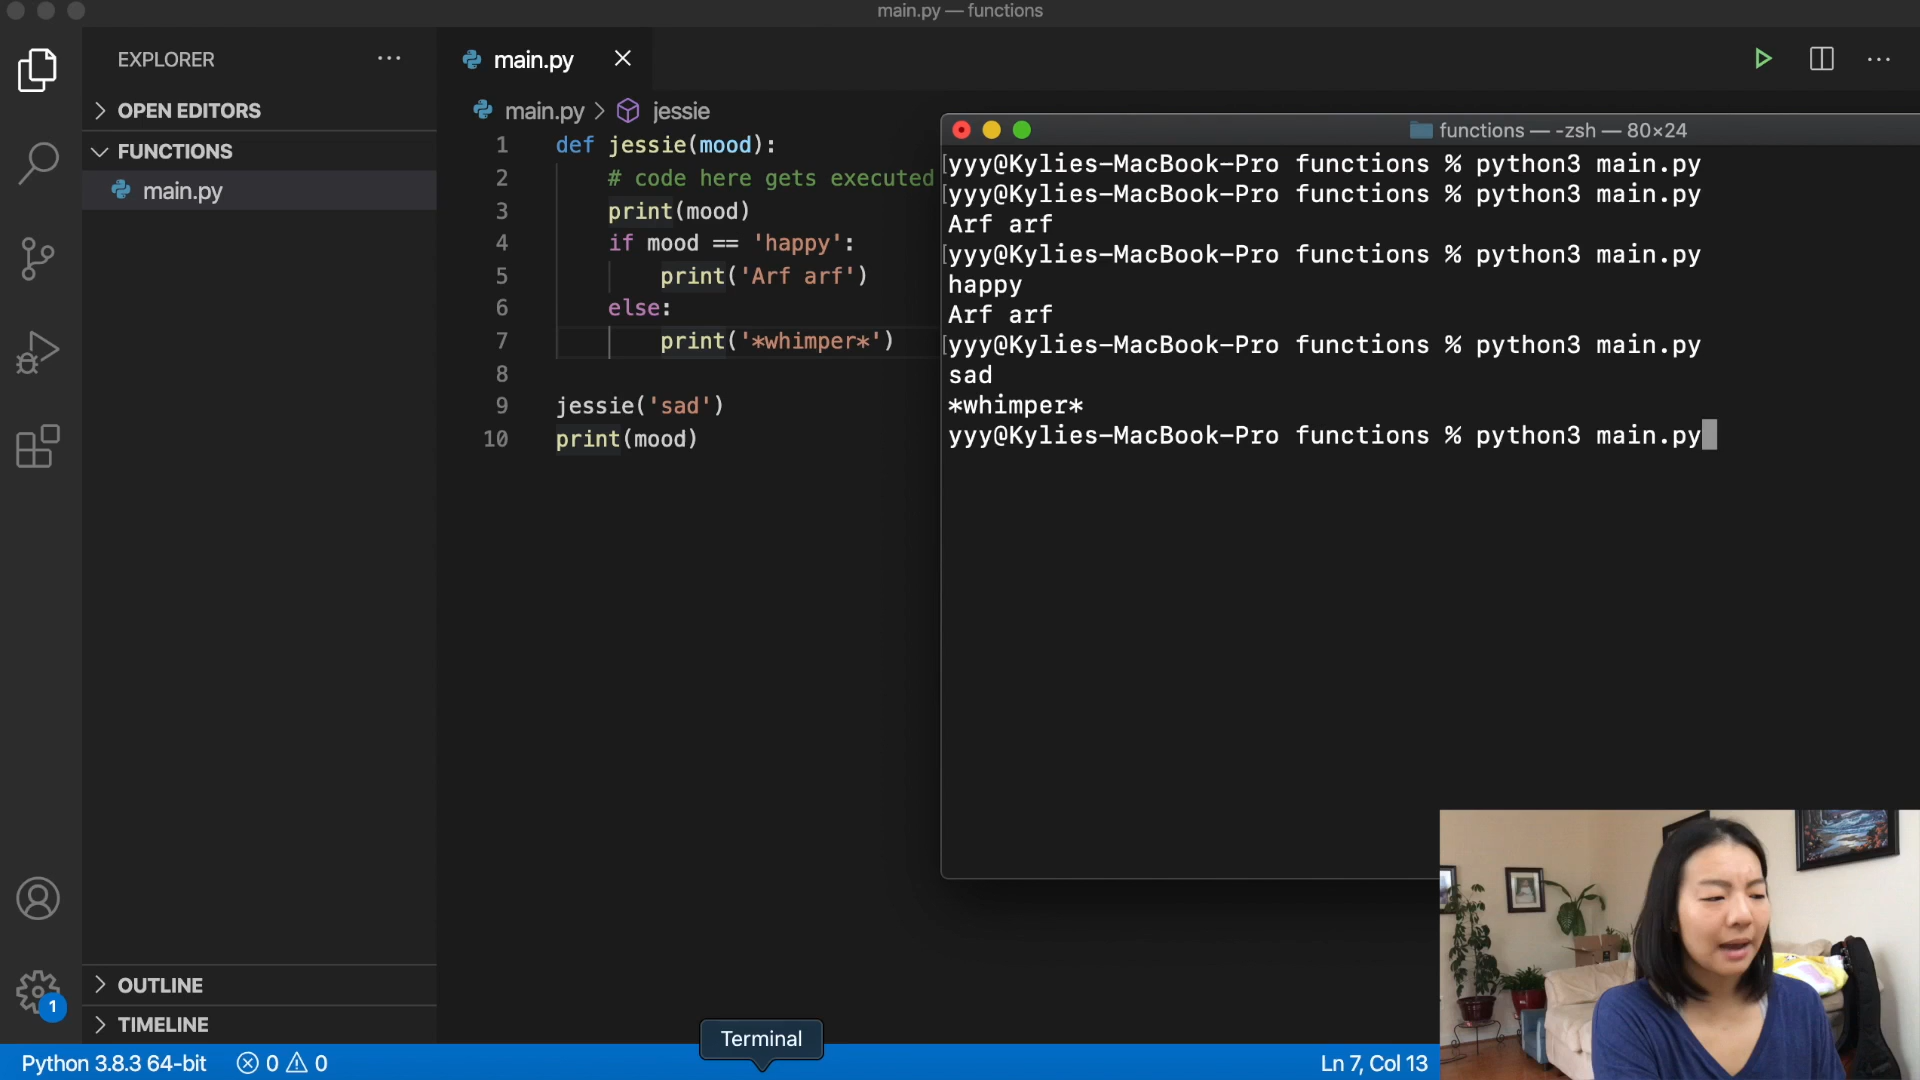 main.py — functions
EXPLORER
main.py
OPEN EDITORS
main.py > jessie
FUNCTIONS
main.py
1 def jessie(mood):
2 # code here gets executed
3 print(mood)
4 if mood == 'happy':
5 print('Arf arf')
6 else:
7 print('*whimper*')
8
9 jessie('sad')
10 print(mood)
functions — -zsh — 80×24
yyy@Kylies-MacBook-Pro functions % python3 main.py
yyy@Kylies-MacBook-Pro functions % python3 main.py
Arf arf
yyy@Kylies-MacBook-Pro functions % python3 main.py
happy
Arf arf
yyy@Kylies-MacBook-Pro functions % python3 main.py
sad
*whimper*
yyy@Kylies-MacBook-Pro functions % python3 main.py
OUTLINE
TIMELINE
1
Terminal
Python 3.8.3 64-bit 0 0
Ln 7, Col 13